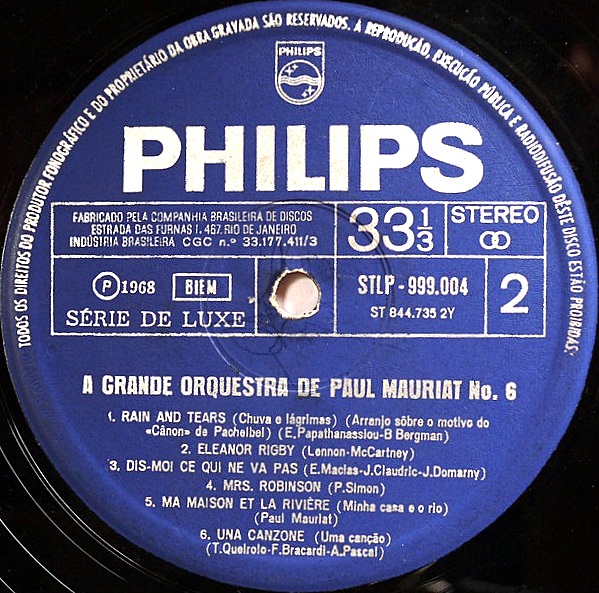 TODOS OS DIREITOS DO PRODUTOR FONOGRÁFICO E DO PROPRIETÁRIO DA OBRA GRAVADA SÃO RESERVADOS. A REPRODUÇÃO, EXECUÇÃO PÚBLICA E RADIODIFUSÃO DÊSTE DISCO ESTÃO PROIBIDAS:
PHILIPS
PHILIPS
FABRICADO PELA COMPANHIA BRASILEIRA DE DISCOS
ESTRADA DAS FURNAS I. 467. RIO DE JANEIRO
INDÚSTRIA BRASILEIRA CGC n.º 33.177.411/3
33 1/3
STEREO
P 1968 BIEM
SÉRIE DE LUXE
STLP - 999.004
ST 844.735 2Y
2
A GRANDE ORQUESTRA DE PAUL MAURIAT No. 6
1. RAIN AND TEARS (Chuva e lágrimas) (Arranjo sôbre o motivo do
«Cânon» de Pachelbel) (E.Papathanassiou-B Bergman)
2. ELEANOR RIGBY (Lennon-McCartney)
3. DIS-MOI CE QUI NE VA PAS (E.Macias-J.Claudric-J.Domarny)
4. MRS. ROBINSON (P.Simon)
5. MA MAISON ET LA RIVIÈRE (Minha casa e o rio)
(Paul Mauriat)
6. UNA CANZONE (Uma canção)
(T.Queirolo-F.Bracardi-A.Pascal)